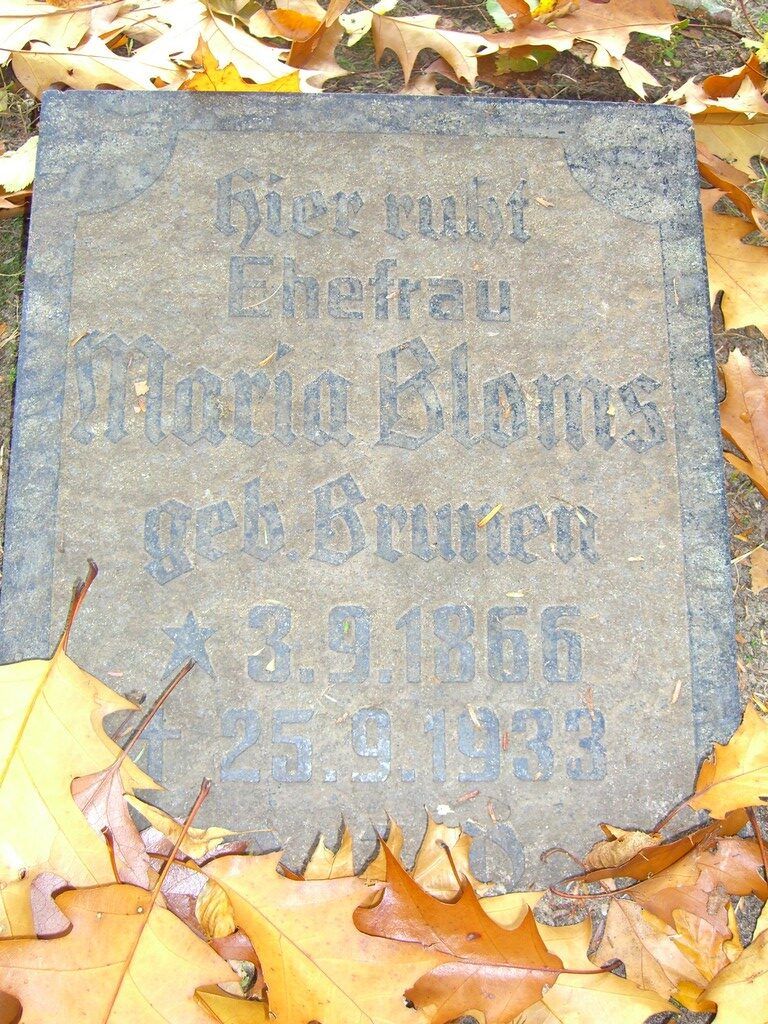 Hier ruht
Ehefrau
Maria Bloms
geb. Brunen
* 3.9.1866
† 25.9.1933